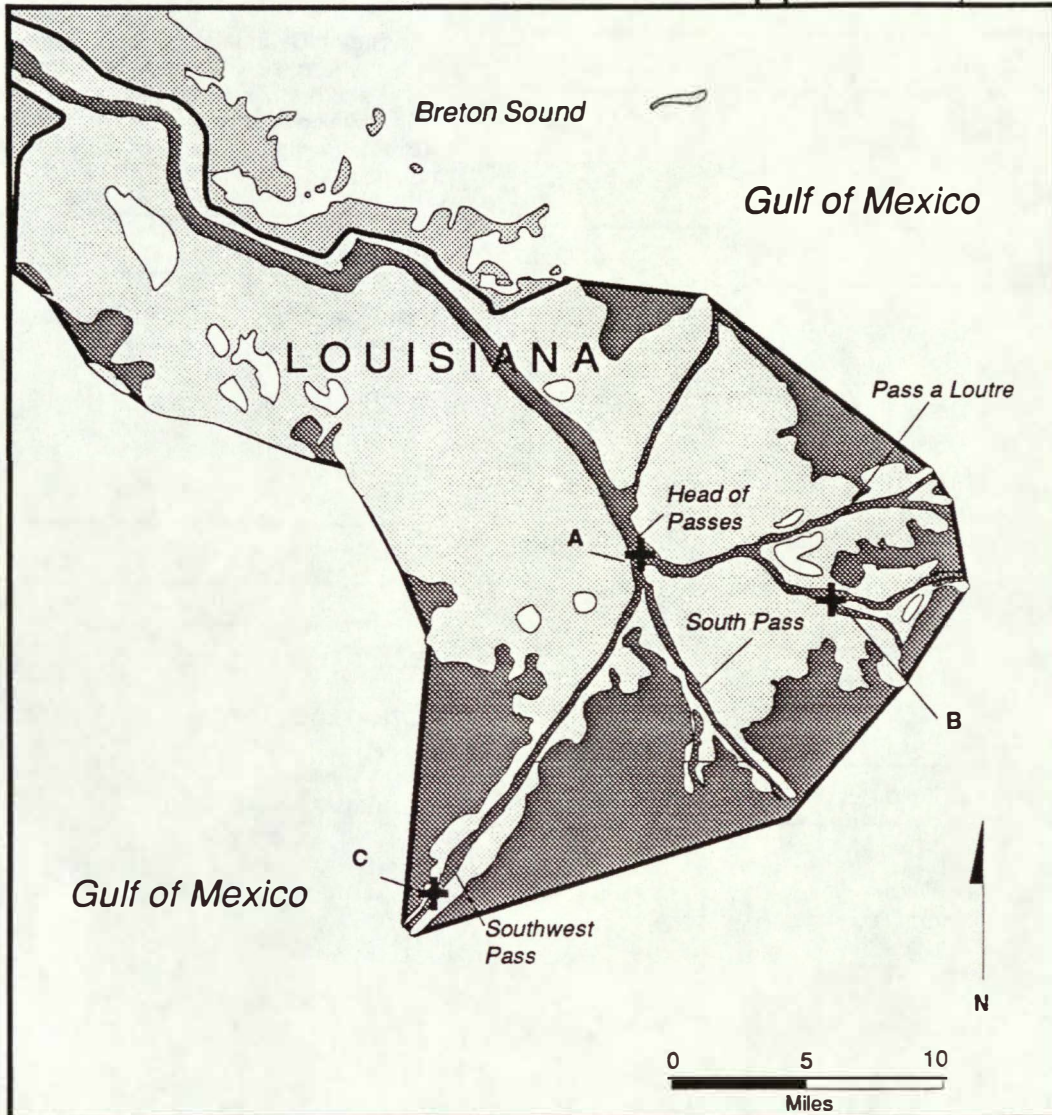 Breton Sound
Gulf of Mexico
LOUISIANA
Pass a Loutre
Head of
Passes
A
South Pass
B
C
Gulf of Mexico
Southwest
Pass
N
0 5 10
Miles